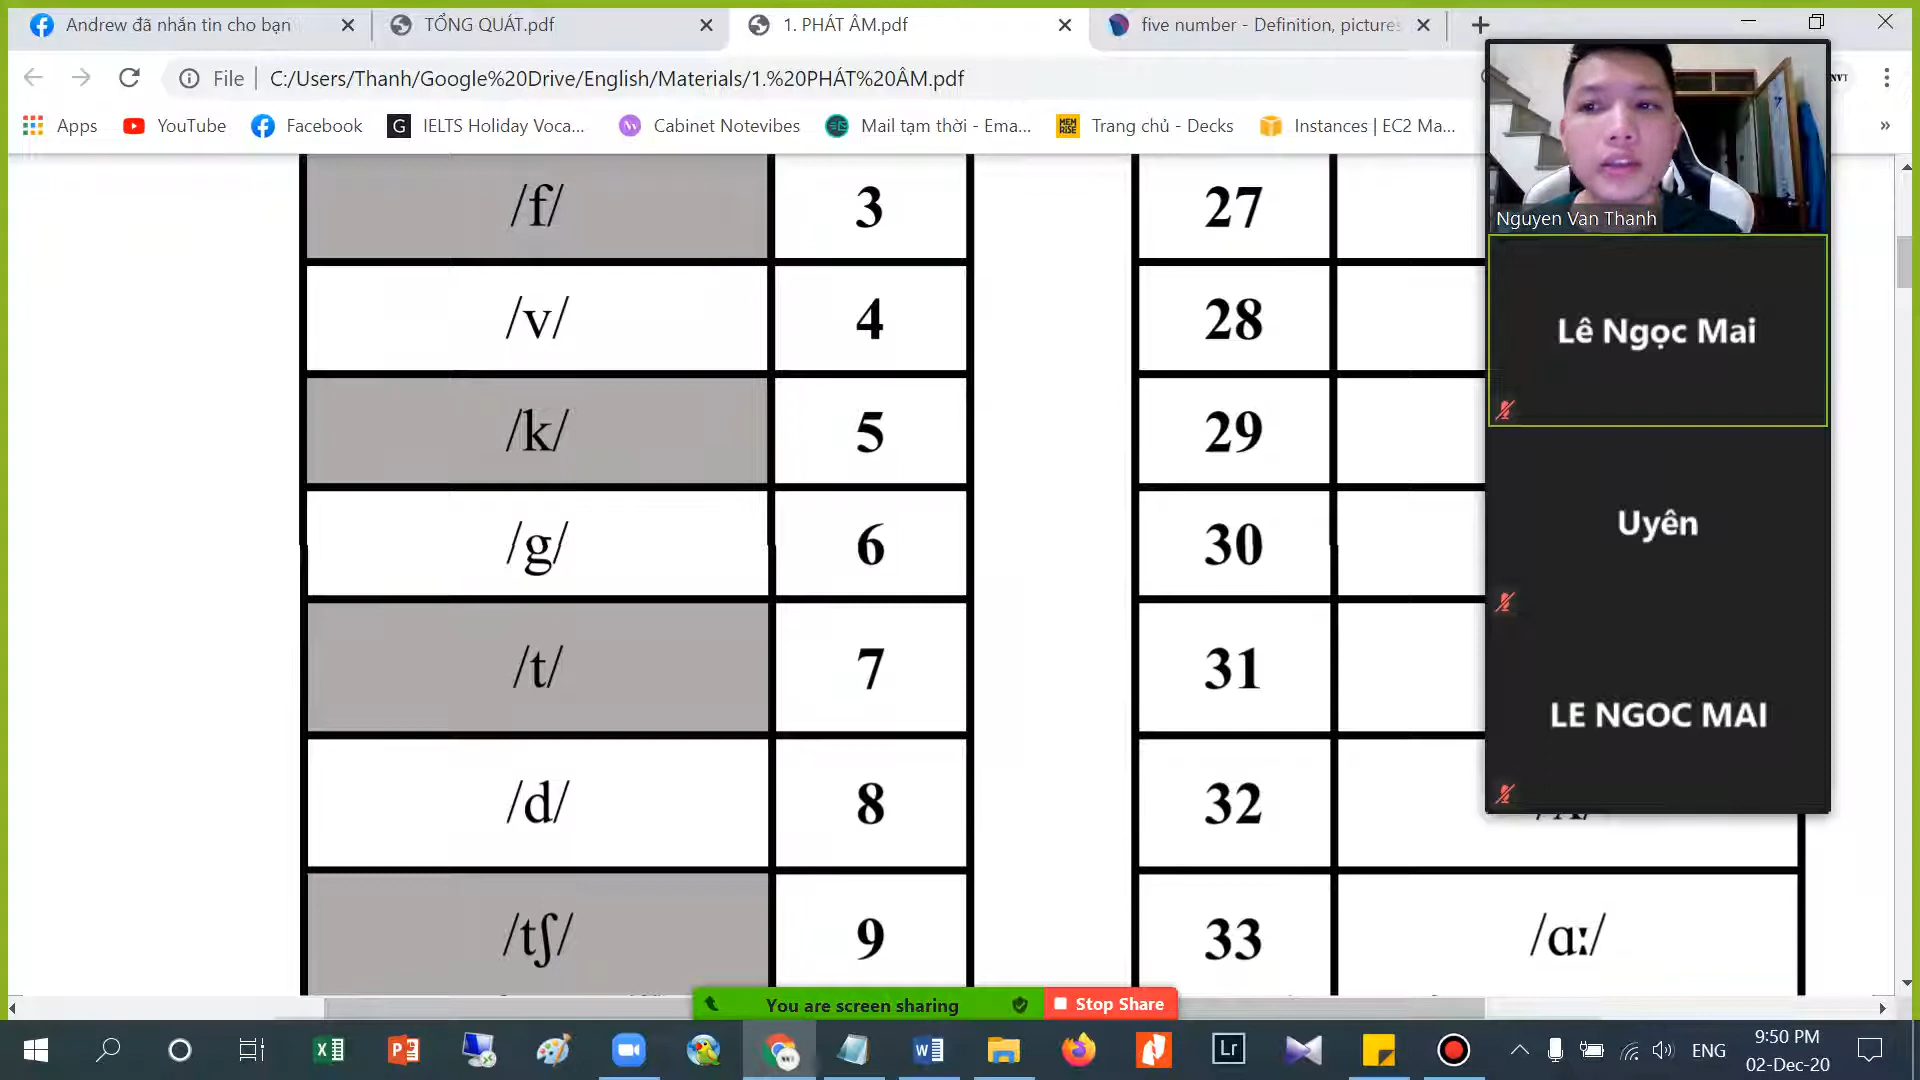 Andrew đã nhắn tin cho bạn
TỔNG QUÁT.pdf
1. PHÁT ÂM.pdf
five number - Definition, pictures
File
C:/Users/Thanh/Google%20Drive/English/Materials/1.%20PHÁT%20ÂM.pdf
NVT
Apps
YouTube
Facebook
G
IELTS Holiday Voca...
Cabinet Notevibes
Mail tạm thời - Ema...
MEM
RISE
Trang chủ - Decks
Instances | EC2 Ma...
»
/f/ 3 27
/v/ 4 28
/k/ 5 29
/g/ 6 30
/t/ 7 31
/d/ 8 32
/tʃ/ 9 33 /ɑː/
Nguyen Van Thanh
Lê Ngọc Mai
Uyên
LE NGOC MAI
You are screen sharing
Stop Share
Lr
ENG
9:50 PM
02-Dec-20